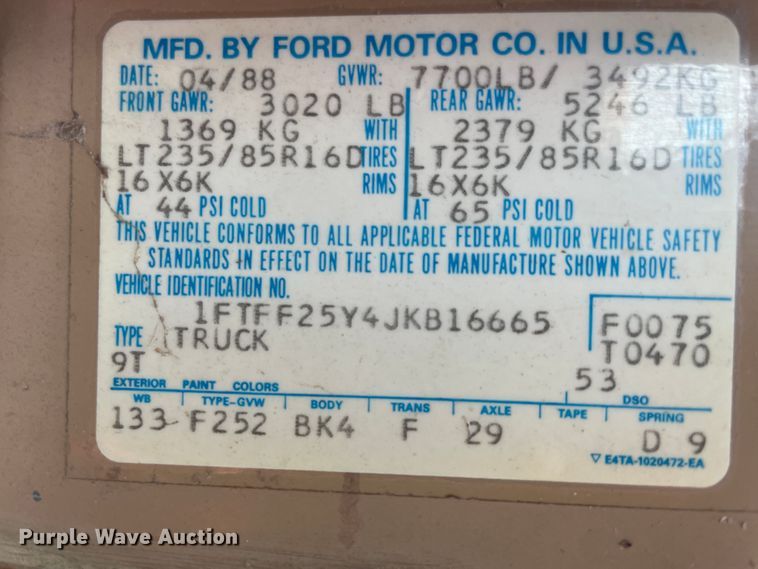 MFD. BY FORD MOTOR CO. IN U.S.A.
DATE: 04/88 GVWR: 7700LB/ 3492KG
FRONT GAWR: 3020 LB REAR GAWR: 5246 LB
1369 KG WITH 2379 KG WITH
LT235/85R16D TIRES LT235/85R16D TIRES
16X6K RIMS 16X6K RIMS
AT 44 PSI COLD AT 65 PSI COLD
THIS VEHICLE CONFORMS TO ALL APPLICABLE FEDERAL MOTOR VEHICLE SAFETY
STANDARDS IN EFFECT ON THE DATE OF MANUFACTURE SHOWN ABOVE.
VEHICLE IDENTIFICATION NO.
1FTFF25Y4JKB16665 F0075
TYPE TRUCK T0470
9T 53
EXTERIOR PAINT COLORS DSO
WB TYPE-GVW BODY TRANS AXLE TAPE SPRING
133 F252 BK4 F 29 D 9
▽ E4TA-1020472-EA
Purple Wave Auction